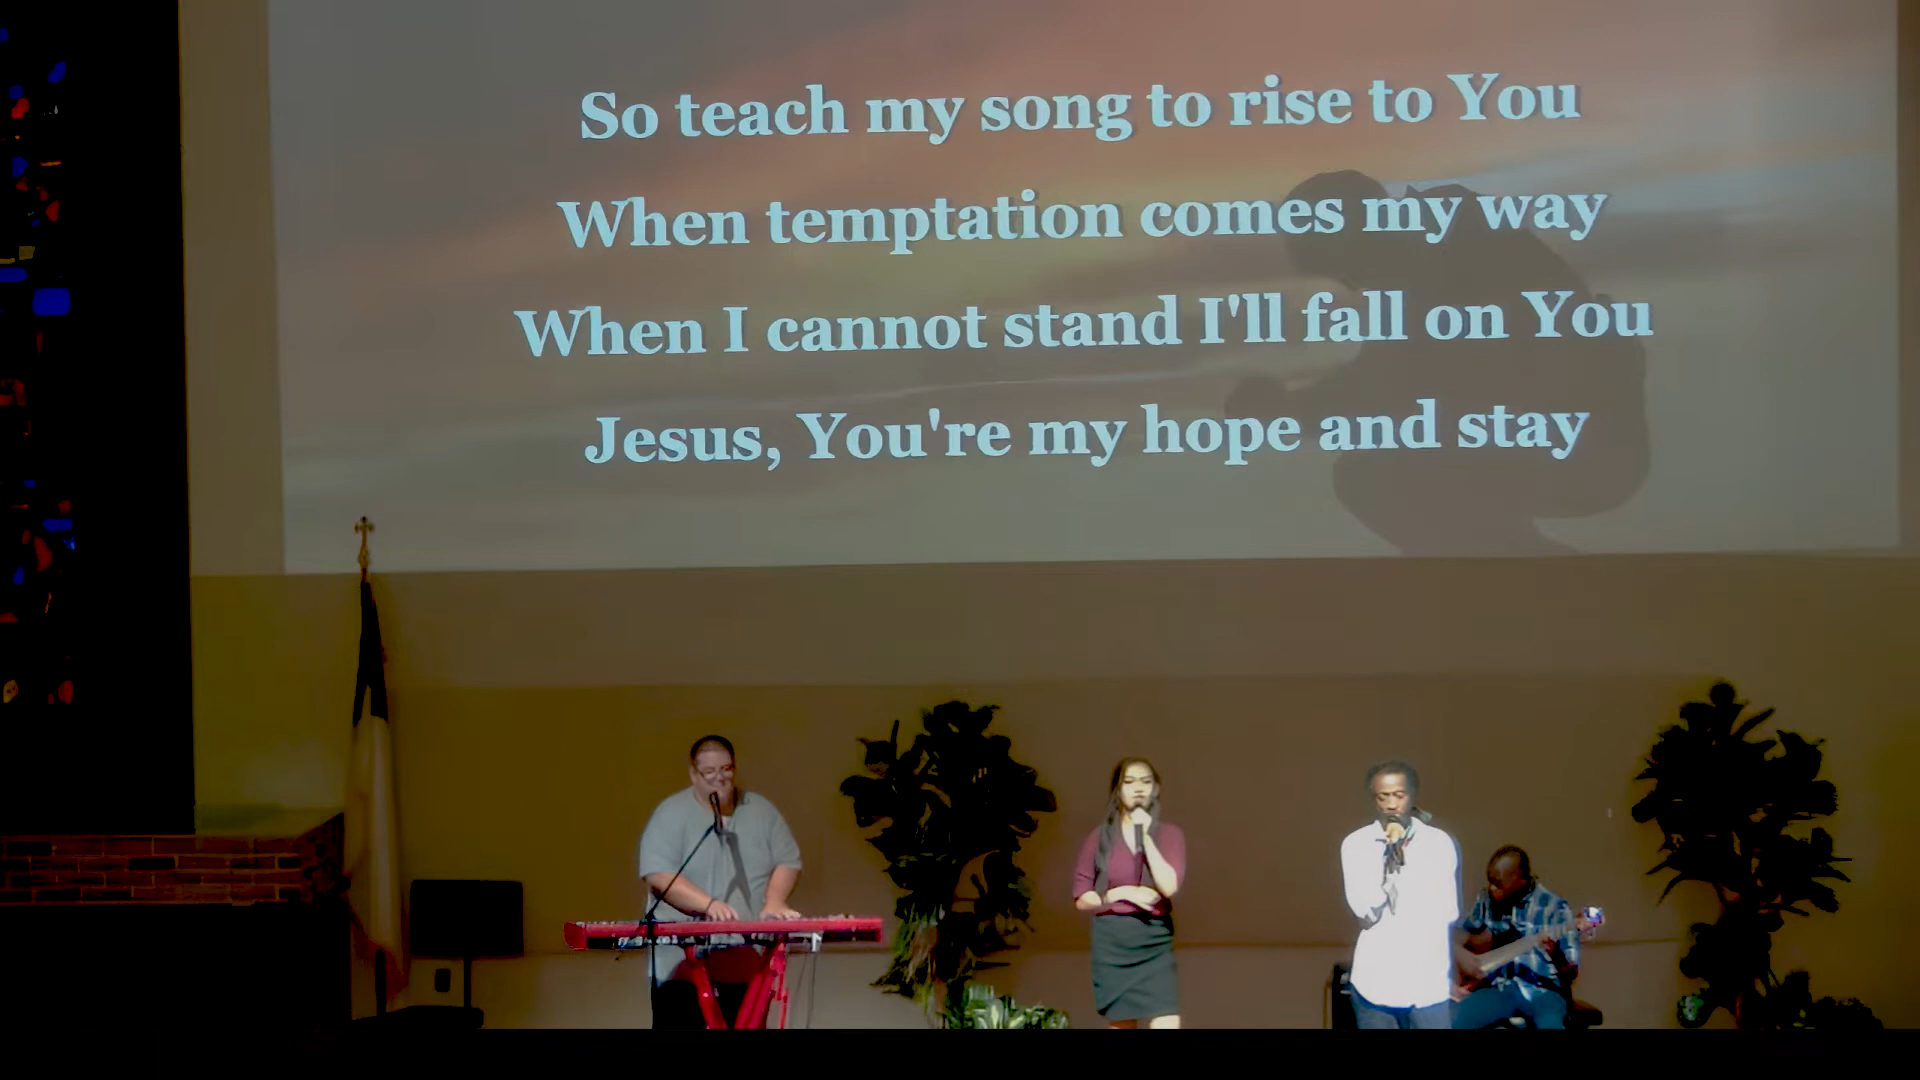 So teach my song to rise to You
When temptation comes my way
When I cannot stand I'll fall on You
Jesus, You're my hope and stay